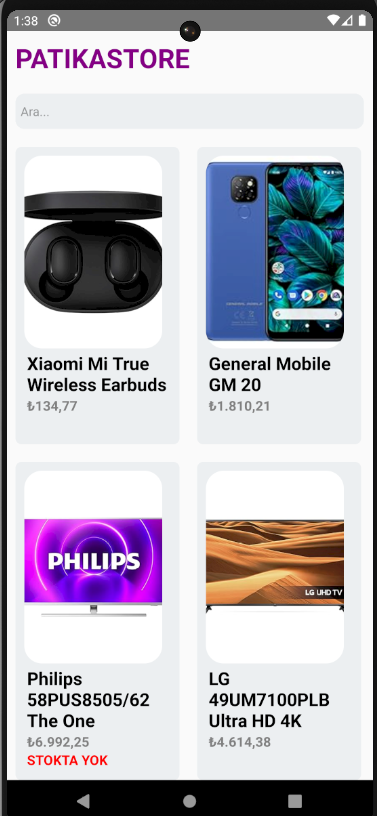 1:38
PATIKASTORE
Ara...
GENERAL MOBILE
Xiaomi Mi True
Wireless Earbuds
₺134,77
General Mobile
GM 20
₺1.810,21
PHILIPS
LG UHD TV
Philips
58PUS8505/62
The One
₺6.992,25
STOKTA YOK
LG
49UM7100PLB
Ultra HD 4K
₺4.614,38